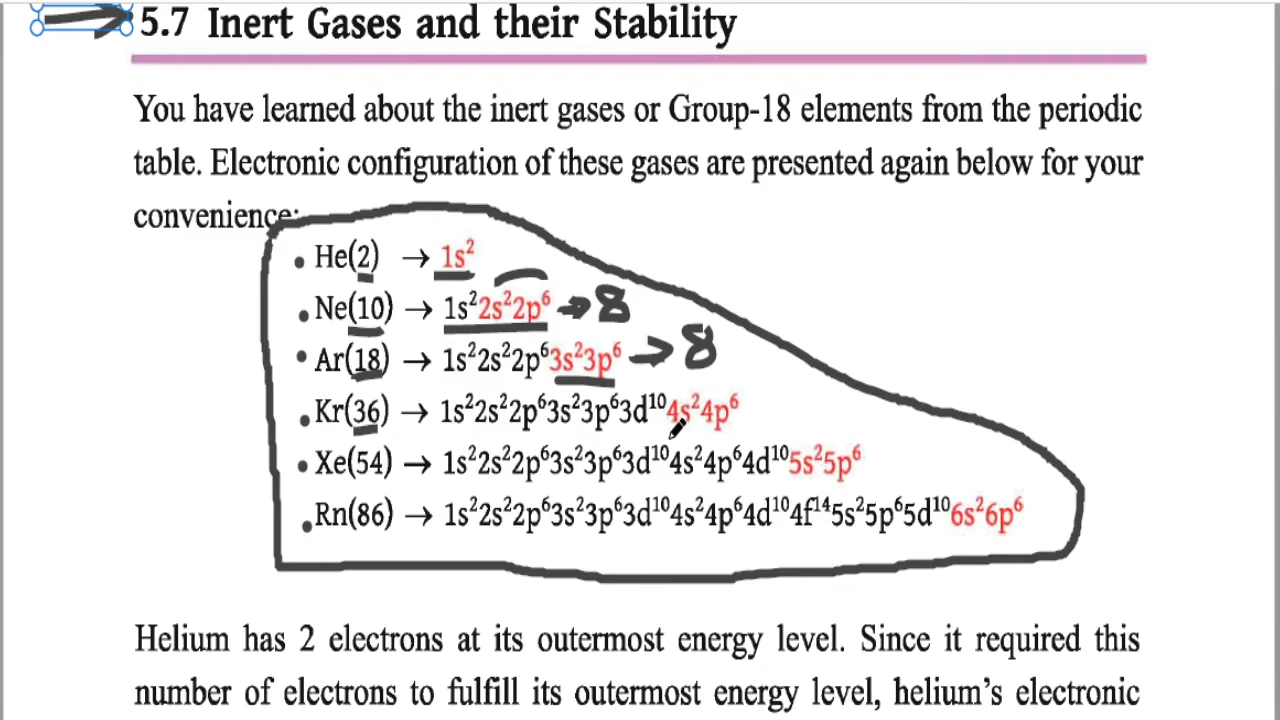 5.7 Inert Gases and their Stability
You have learned about the inert gases or Group-18 elements from the periodic
table. Electronic configuration of these gases are presented again below for your
convenience:
• He(2) → 1s²
• Ne(10) → 1s²2s²2p⁶ → 8
• Ar(18) → 1s²2s²2p⁶3s²3p⁶ → 8
• Kr(36) → 1s²2s²2p⁶3s²3p⁶3d¹⁰4s²4p⁶
• Xe(54) → 1s²2s²2p⁶3s²3p⁶3d¹⁰4s²4p⁶4d¹⁰5s²5p⁶
• Rn(86) → 1s²2s²2p⁶3s²3p⁶3d¹⁰4s²4p⁶4d¹⁰4f¹⁴5s²5p⁶5d¹⁰6s²6p⁶
Helium has 2 electrons at its outermost energy level. Since it required this
number of electrons to fulfill its outermost energy level, helium’s electronic